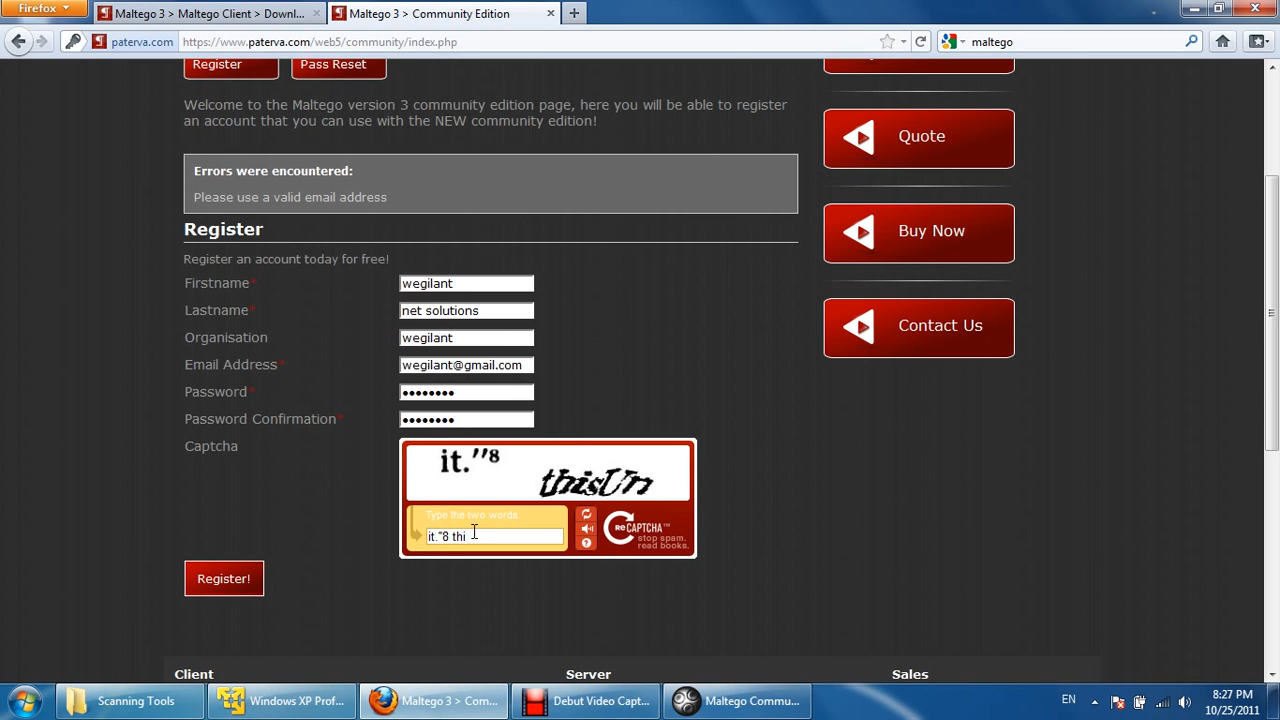 Firefox
Maltego 3 > Maltego Client > Downl...
Maltego 3 > Community Edition
paterva.com
https://www.paterva.com/web5/community/index.php
maltego
Register
Pass Reset
Welcome to the Maltego version 3 community edition page, here you will be able to register
an account that you can use with the NEW community edition!
Quote
Errors were encountered:
Please use a valid email address
Buy Now
Register
Register an account today for free!
Firstname*
wegilant
Lastname*
net solutions
Contact Us
Organisation
wegilant
Email Address*
wegilant@gmail.com
Password*
Password Confirmation*
Captcha
it."8
thisUn
Type the two words:
it."8 thi
reCAPTCHA™
stop spam.
read books.
Register!
Client
Server
Sales
Scanning Tools
Windows XP Prof...
Maltego 3 > Com...
Debut Video Capt...
Maltego Commu...
EN
8:27 PM
10/25/2011